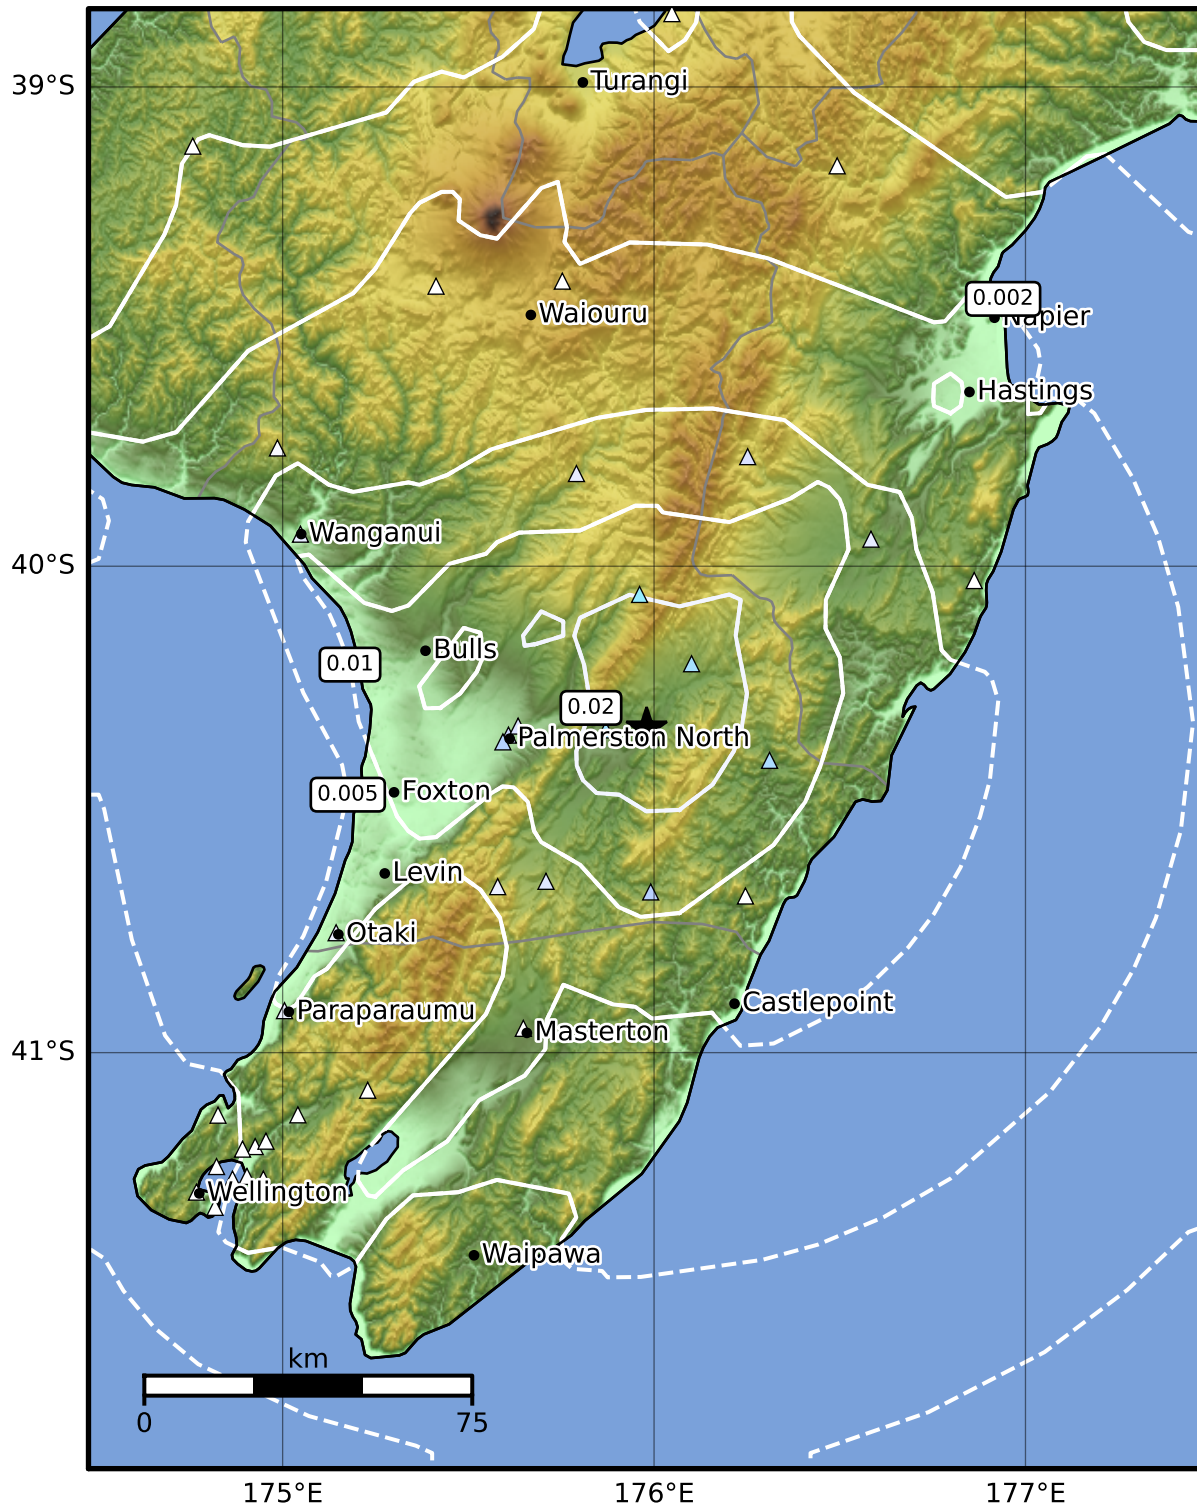 39°S
Turangi
Waiouru
0.002
Napier
Hastings
Wanganui
40°S
Bulls
0.01
0.02
Palmerston North
0.005
Foxton
Levin
Otaki
Castlepoint
Paraparaumu
Masterton
41°S
Wellington
Waipawa
km
0 75
175°E 176°E 177°E